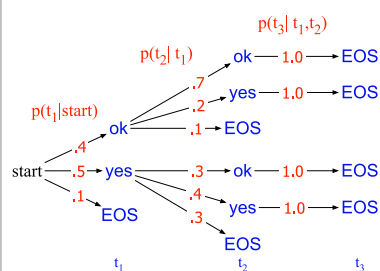 p(t₃| t₁,t₂)
p(t₂| t₁)
ok 1.0 EOS
.7
.2 yes 1.0 EOS
p(t₁|start)
ok .1 EOS
.4
start .5 yes .3 ok 1.0 EOS
.1 .4 yes 1.0 EOS
EOS .3
EOS
t₁ t₂ t₃